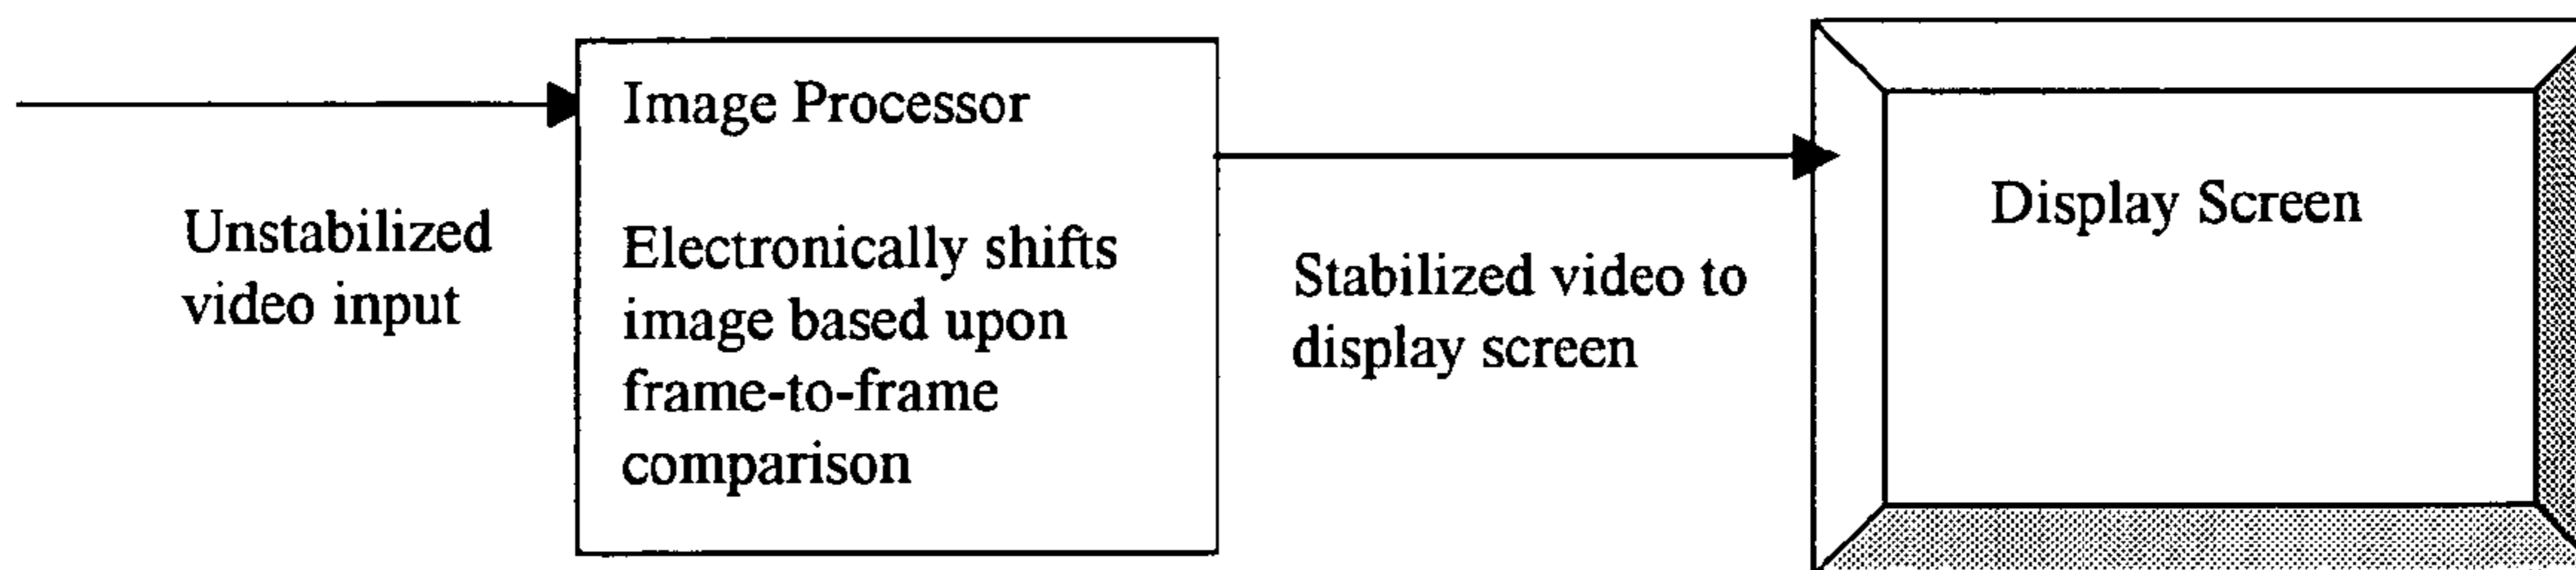 Unstabilized
video input
Image Processor
Electronically shifts
image based upon
frame-to-frame
comparison
Stabilized video to
display screen
Display Screen